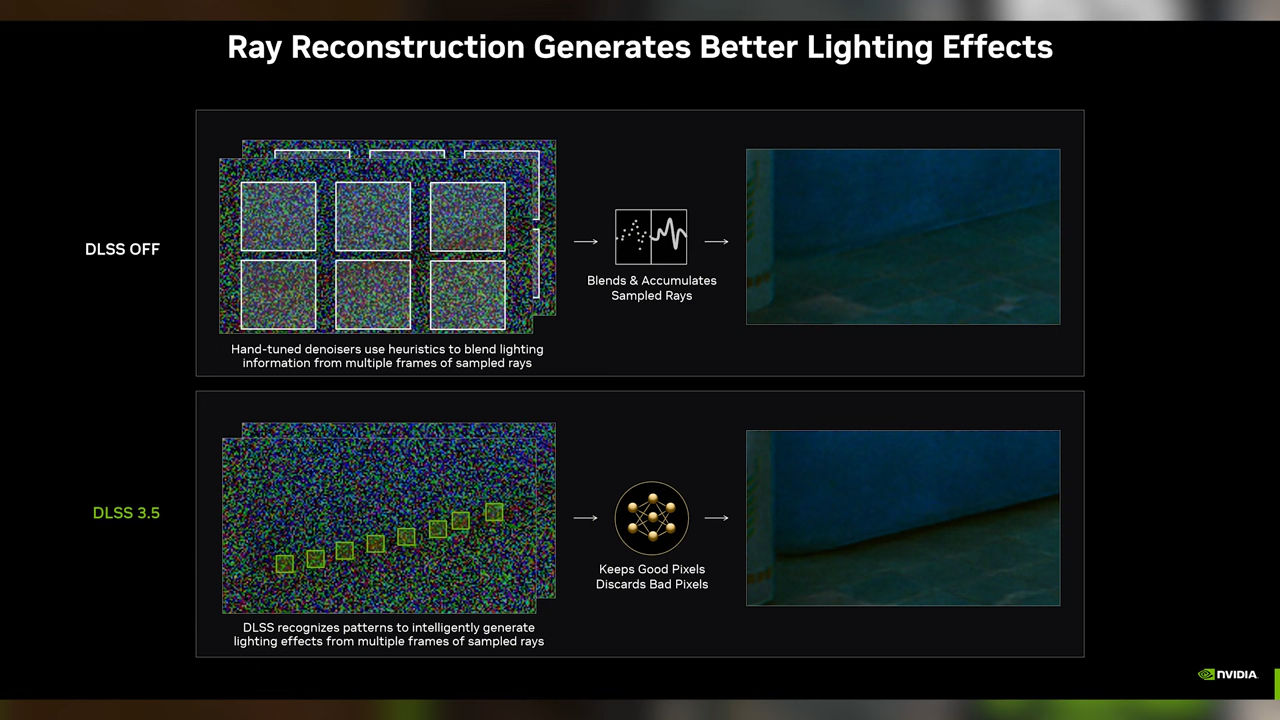 Ray Reconstruction Generates Better Lighting Effects
DLSS OFF
Hand-tuned denoisers use heuristics to blend lighting
information from multiple frames of sampled rays
Blends & Accumulates
Sampled Rays
DLSS 3.5
DLSS recognizes patterns to intelligently generate
lighting effects from multiple frames of sampled rays
Keeps Good Pixels
Discards Bad Pixels
NVIDIA